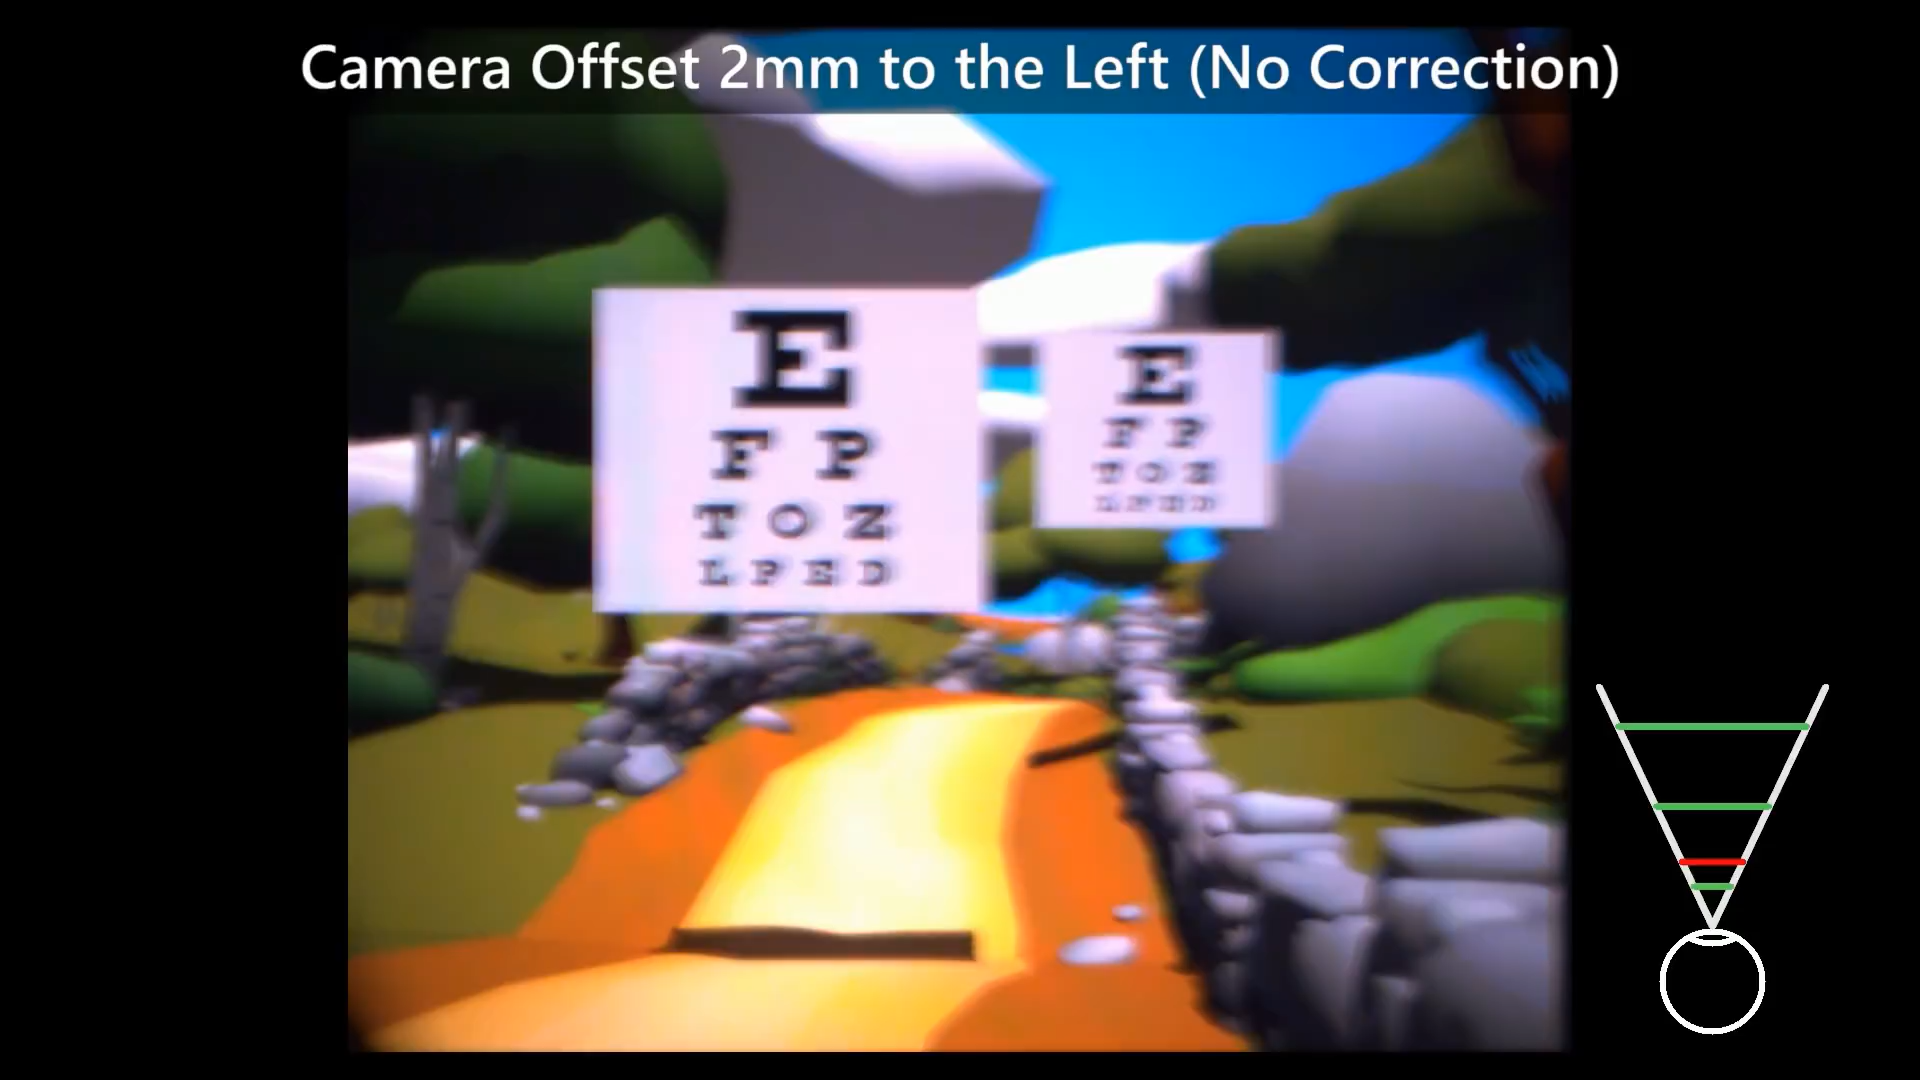 Camera Offset 2mm to the Left (No Correction)
E
F P
T O Z
L P E D
E
F P
T O Z
L P E D